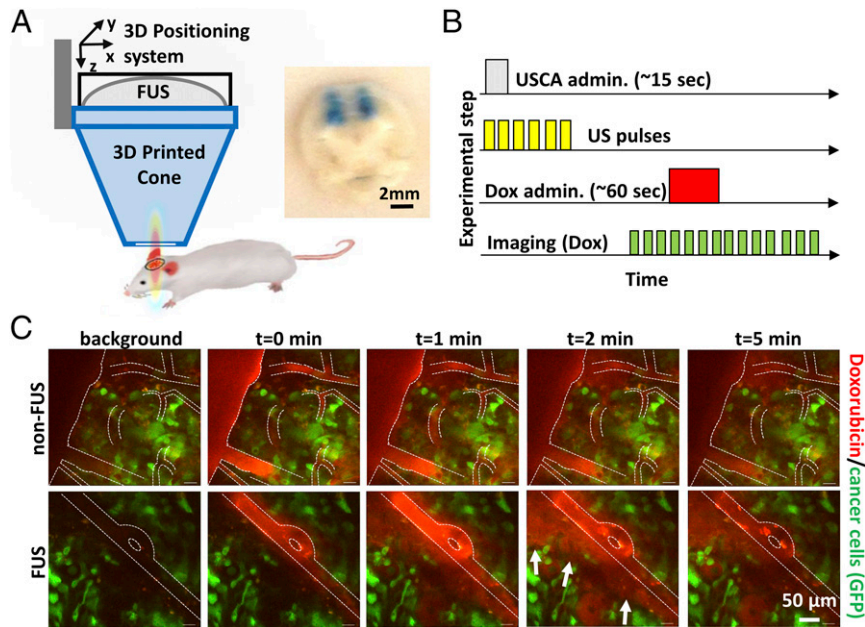 A
3D Positioning
system
y
x
z
FUS
3D Printed
Cone
2mm
B
Experimental step
USCA admin. (~15 sec)
US pulses
Dox admin. (~60 sec)
Imaging (Dox)
Time
C
background
t=0 min
t=1 min
t=2 min
t=5 min
non-FUS
FUS
50 µm
Doxorubicin/cancer cells (GFP)